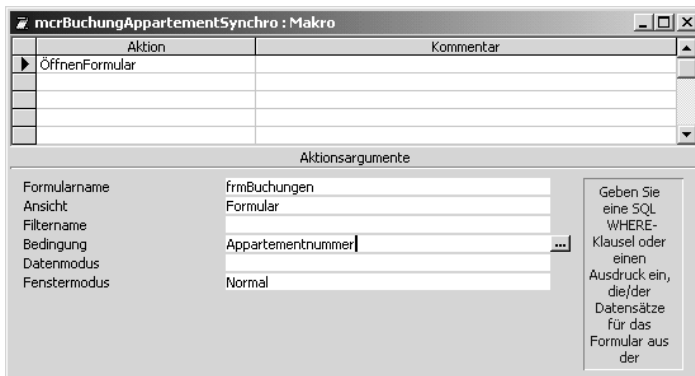 mcrBuchungAppartementSynchro : Makro
Aktion Kommentar
ÖffnenFormular
Aktionsargumente
Formularname frmBuchungen
Ansicht Formular
Filtername
Bedingung Appartementnummer ...
Datenmodus
Fenstermodus Normal
Geben Sie
eine SQL
WHERE-
Klausel oder
einen
Ausdruck ein,
die/der
Datensätze
für das
Formular aus
der